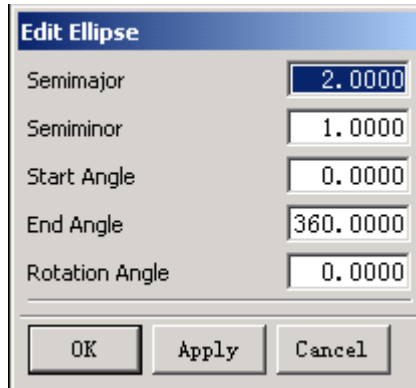 Edit Ellipse
Semimajor 2.0000
Semiminor 1.0000
Start Angle 0.0000
End Angle 360.0000
Rotation Angle 0.0000
OK Apply Cancel